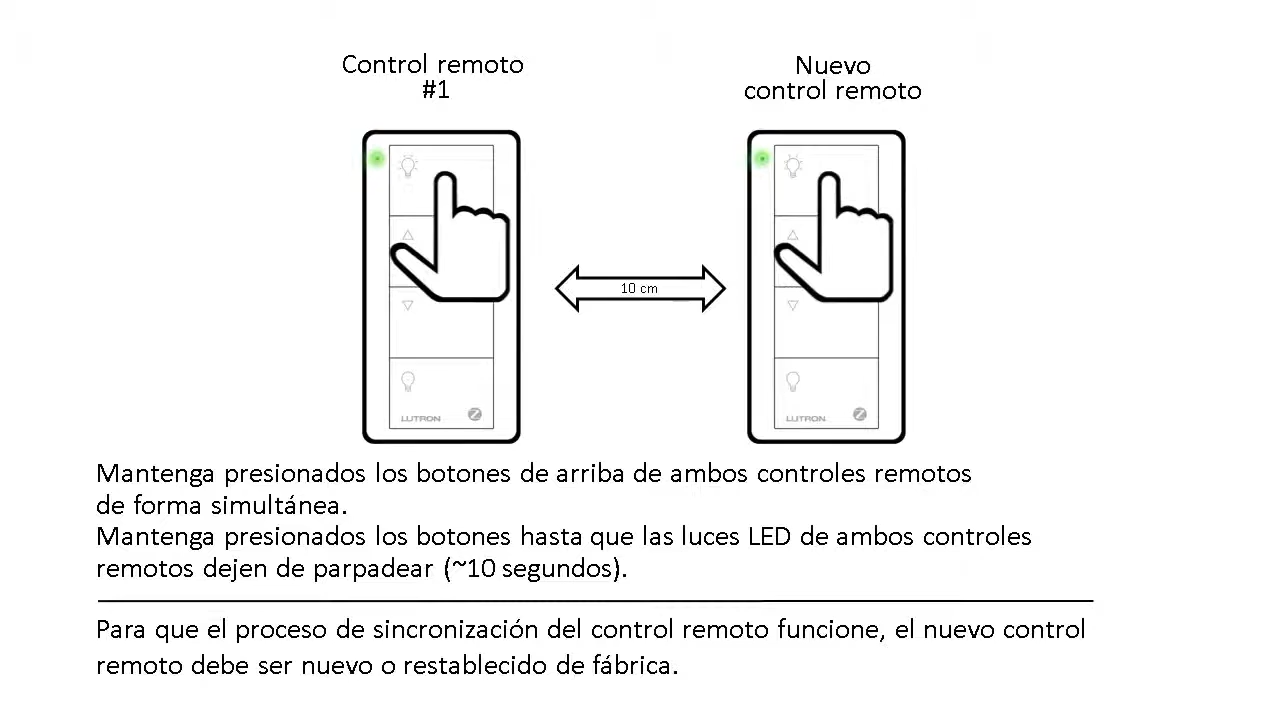 Control remoto
#1
Nuevo
control remoto
10 cm
LUTRON
LUTRON
Mantenga presionados los botones de arriba de ambos controles remotos
de forma simultánea.
Mantenga presionados los botones hasta que las luces LED de ambos controles
remotos dejen de parpadear (~10 segundos).
Para que el proceso de sincronización del control remoto funcione, el nuevo control
remoto debe ser nuevo o restablecido de fábrica.